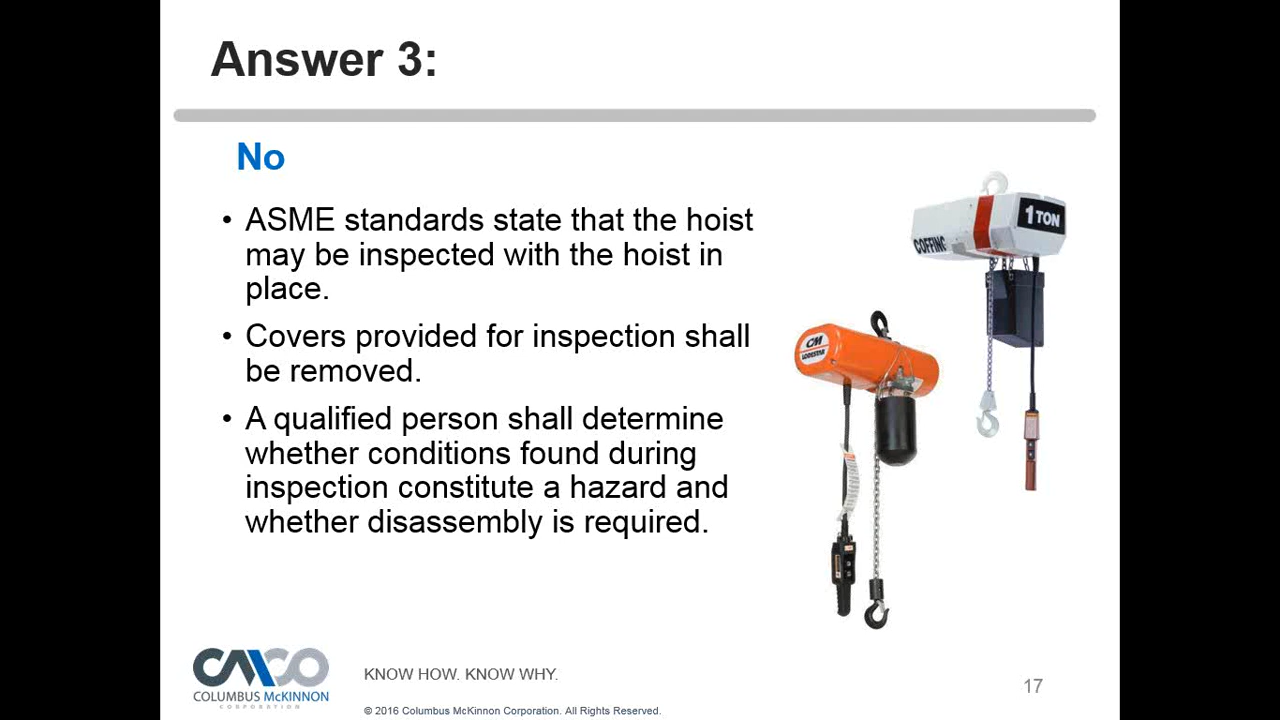 Answer 3:
No
• ASME standards state that the hoist
may be inspected with the hoist in
place.
• Covers provided for inspection shall
be removed.
• A qualified person shall determine
whether conditions found during
inspection constitute a hazard and
whether disassembly is required.
1 TON
COFFING
CM
LODESTAR
CMCO
COLUMBUS McKINNON
CORPORATION
KNOW HOW. KNOW WHY.
© 2016 Columbus McKinnon Corporation. All Rights Reserved.
17